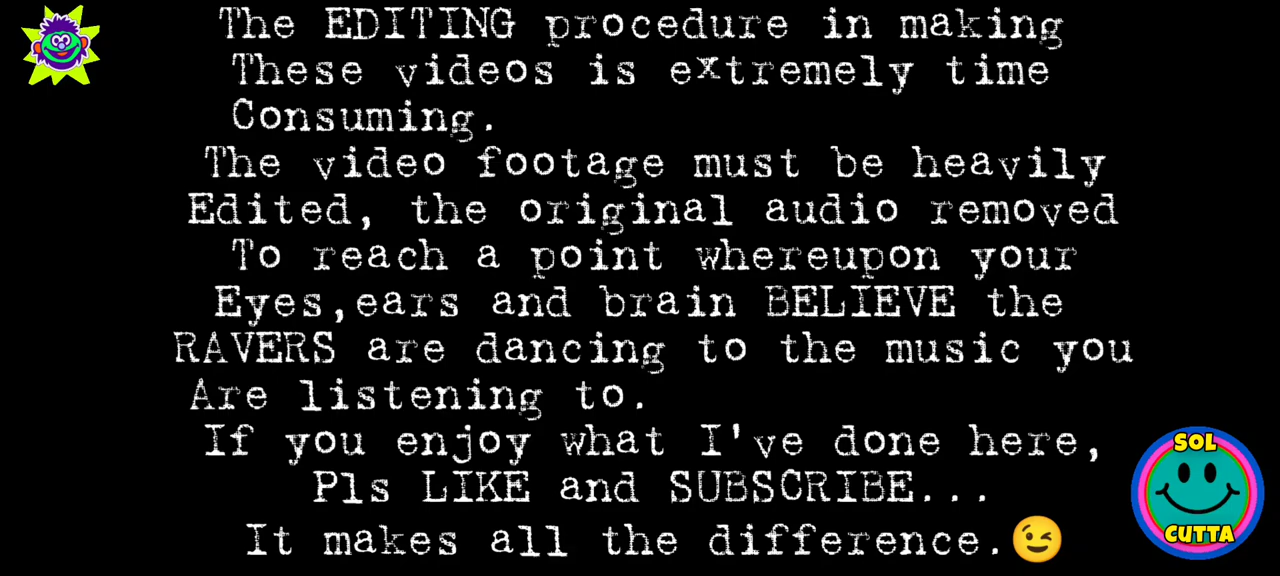 The EDITING procedure in making
These videos is extremely time
Consuming.
The video footage must be heavily
Edited, the original audio removed
To reach a point whereupon your
Eyes,ears and brain BELIEVE the
RAVERS are dancing to the music you
Are listening to.
If you enjoy what I've done here,
Pls LIKE and SUBSCRIBE...
It makes all the difference.😉
SOL
CUTTA